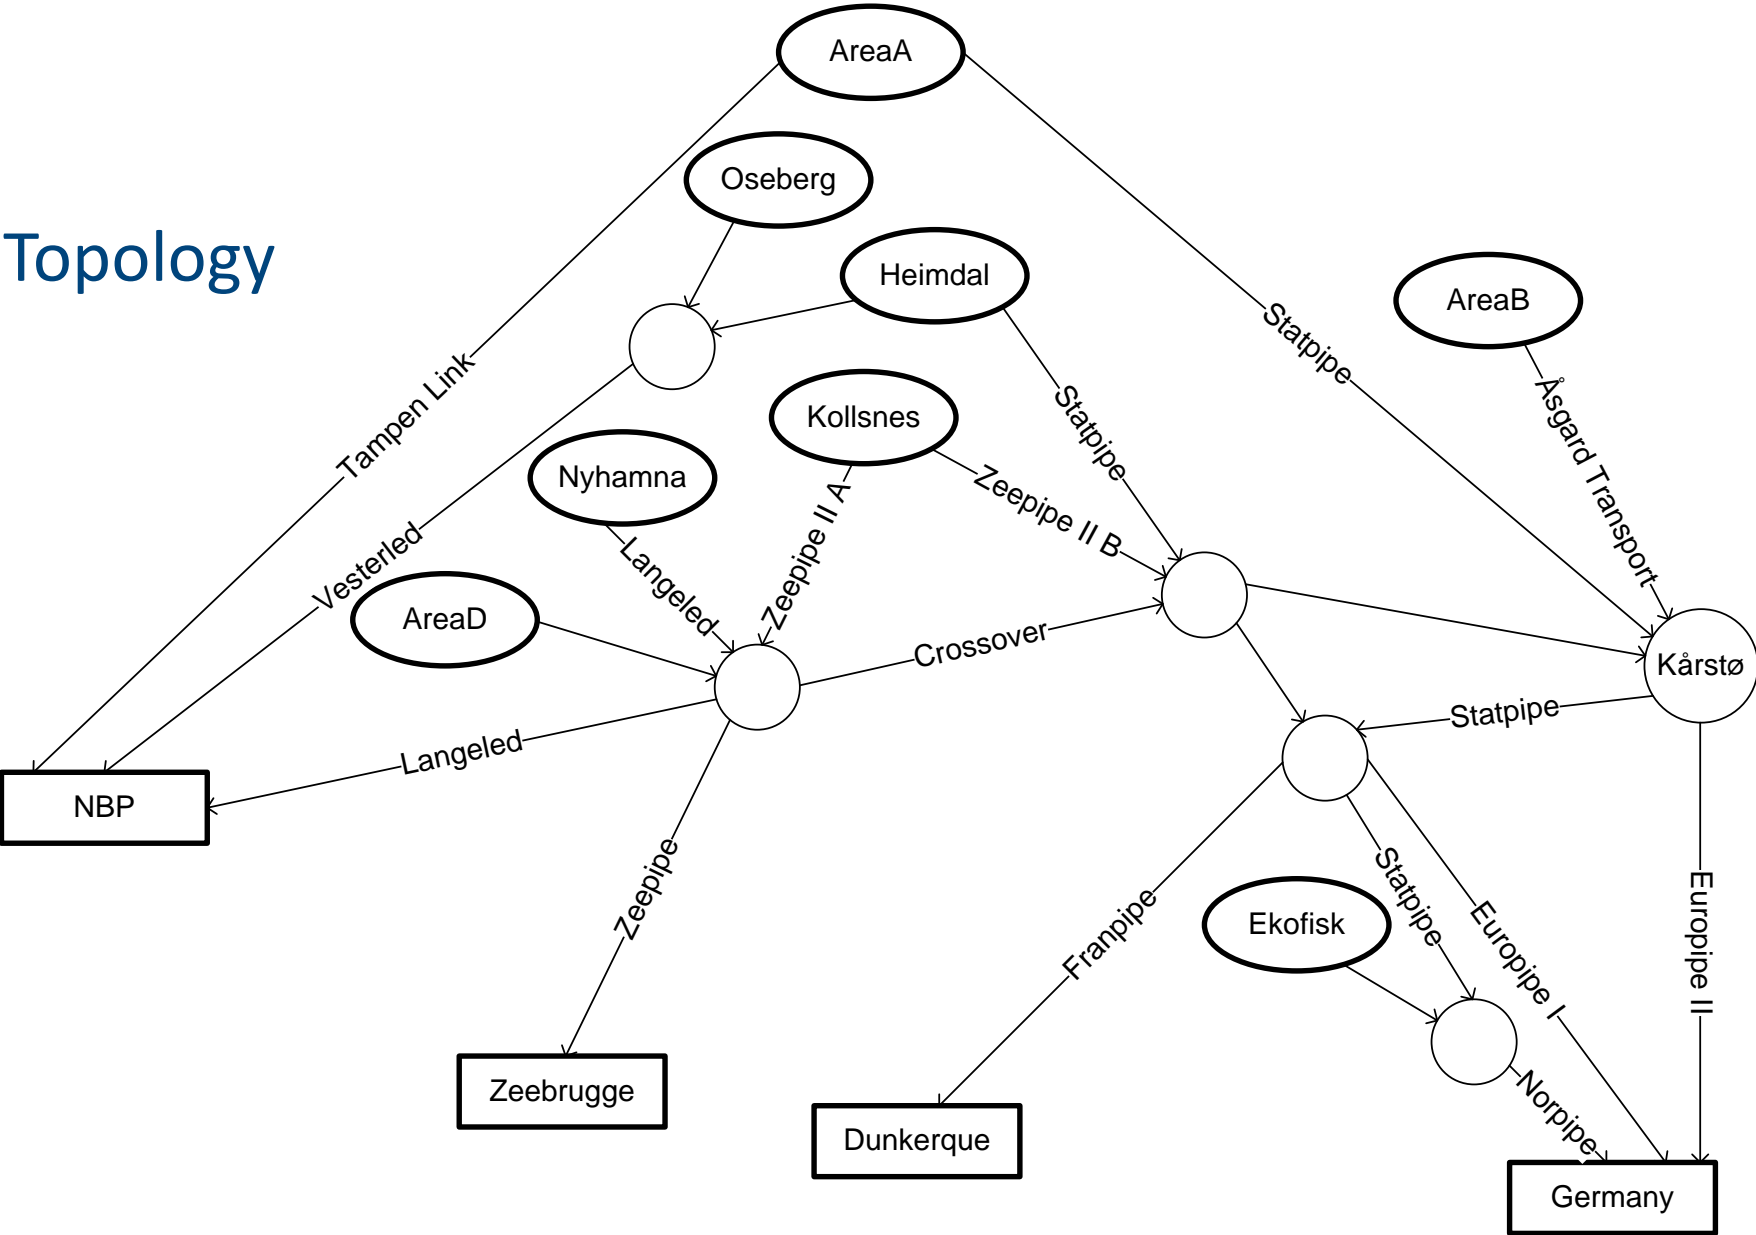 AreaA
Oseberg
Topology
Heimdal
AreaB
Statpipe
Tampen Link
Statpipe
Åsgard Transport
Kollsnes
Nyhamna
Zeepipe II A
Zeepipe II B
Vesterled
Langeled
AreaD
Crossover
Kårstø
Statpipe
Langeled
NBP
Zeepipe
Statpipe
Franpipe
Ekofisk
Europipe I
Europipe II
Zeebrugge
Norpipe
Dunkerque
Germany